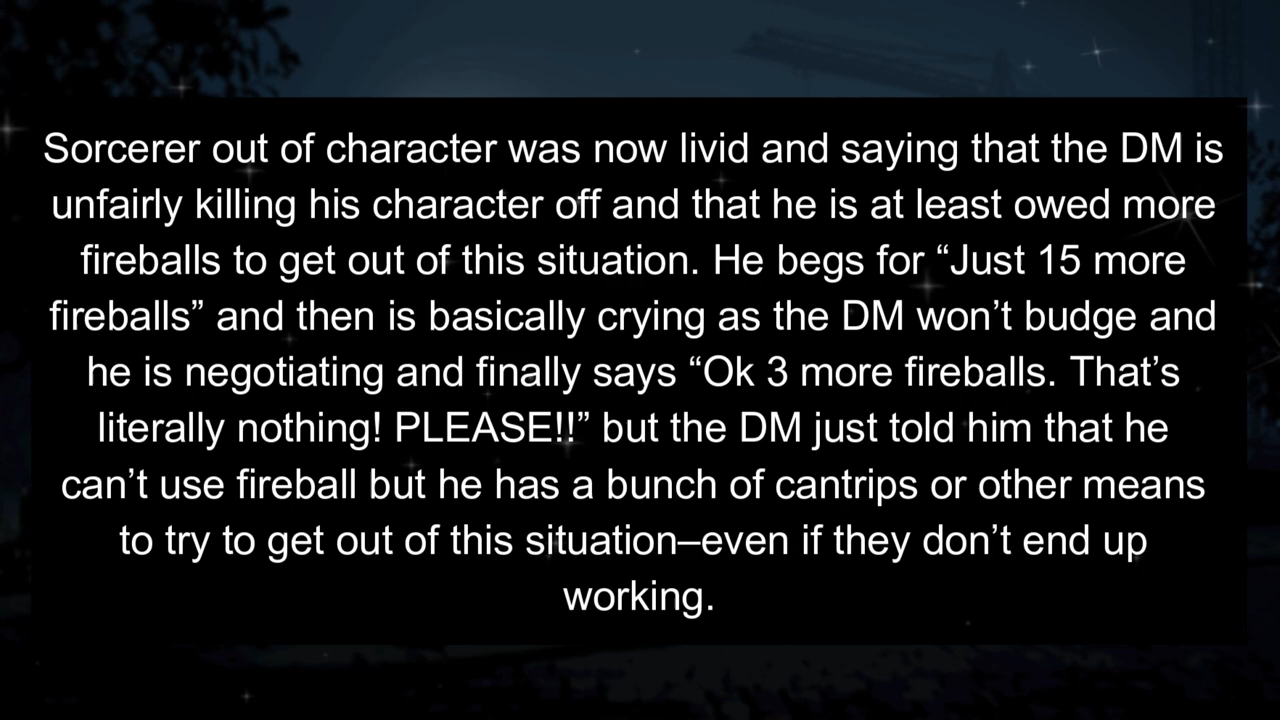 Sorcerer out of character was now livid and saying that the DM is
unfairly killing his character off and that he is at least owed more
fireballs to get out of this situation. He begs for “Just 15 more
fireballs” and then is basically crying as the DM won’t budge and
he is negotiating and finally says “Ok 3 more fireballs. That’s
literally nothing! PLEASE!!” but the DM just told him that he
can’t use fireball but he has a bunch of cantrips or other means
to try to get out of this situation–even if they don’t end up
working.